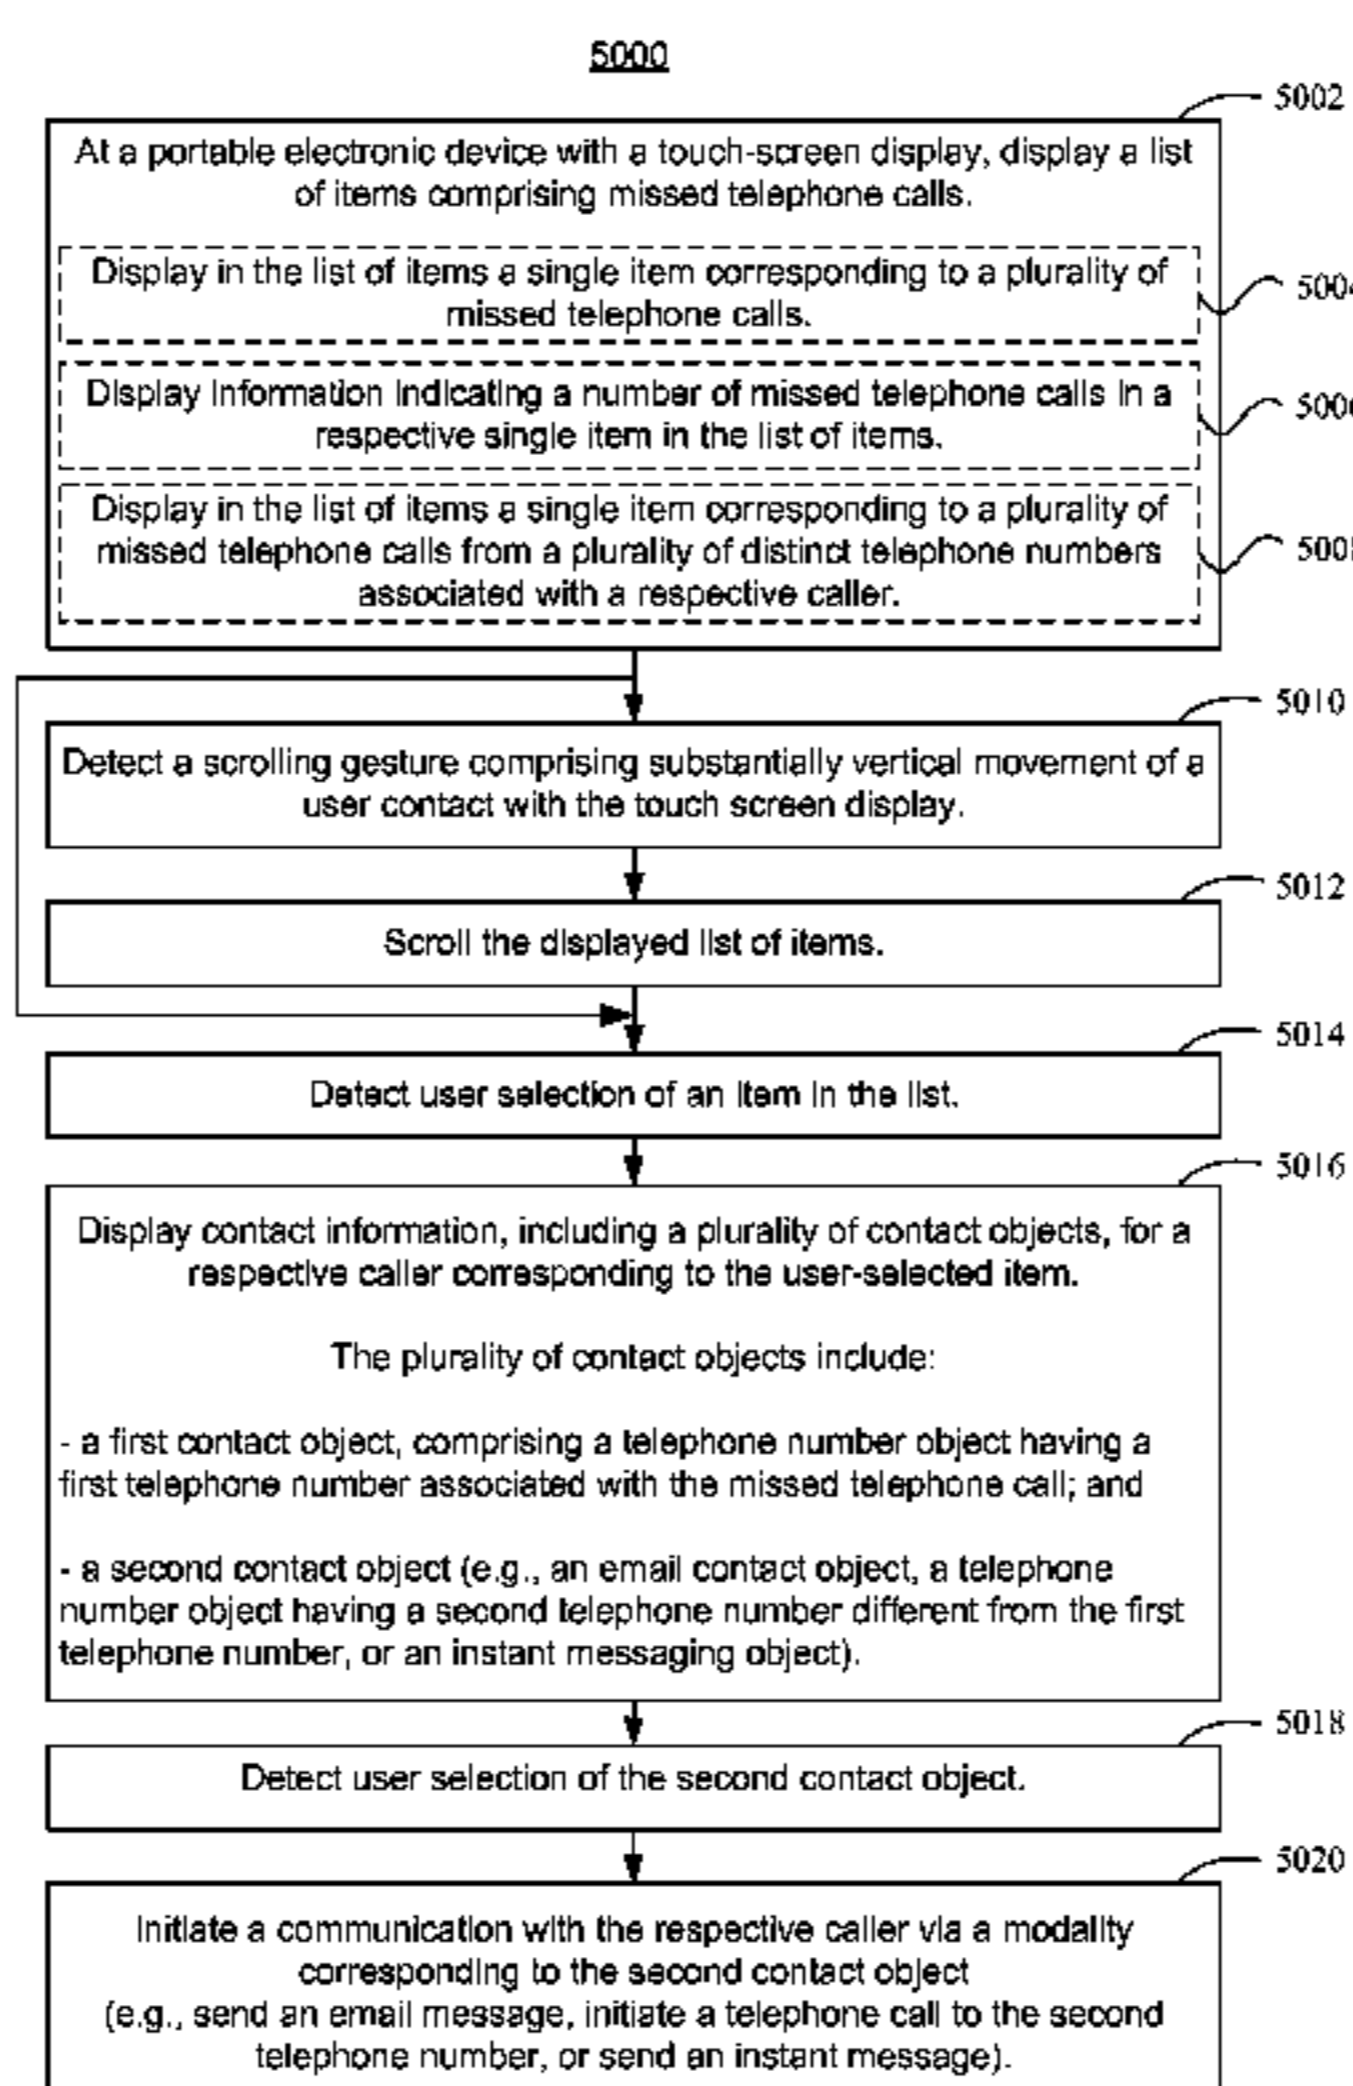 5000
5002
At a portable electronic device with a touch-screen display, display a list
of items comprising missed telephone calls.
Display in the list of items a single item corresponding to a plurality of
missed telephone calls.
Display information indicating a number of missed telephone calls in a
respective single item in the list of items.
Display in the list of items a single item corresponding to a plurality of
missed telephone calls from a plurality of distinct telephone numbers
associated with a respective caller.
5010
Detect a scrolling gesture comprising substantially vertical movement of a
user contact with the touch screen display.
5012
Scroll the displayed list of items.
5014
Detect user selection of an item in the list.
5016
Display contact information, including a plurality of contact objects, for a
respective caller corresponding to the user-selected item.
The plurality of contact objects include:
- a first contact object, comprising a telephone number object having a
first telephone number associated with the missed telephone call; and
- a second contact object (e.g., an email contact object, a telephone
number object having a second telephone number different from the first
telephone number, or an instant messaging object).
5018
Detect user selection of the second contact object.
5020
Initiate a communication with the respective caller via a modality
corresponding to the second contact object
(e.g., send an email message, initiate a telephone call to the second
telephone number, or send an instant message).